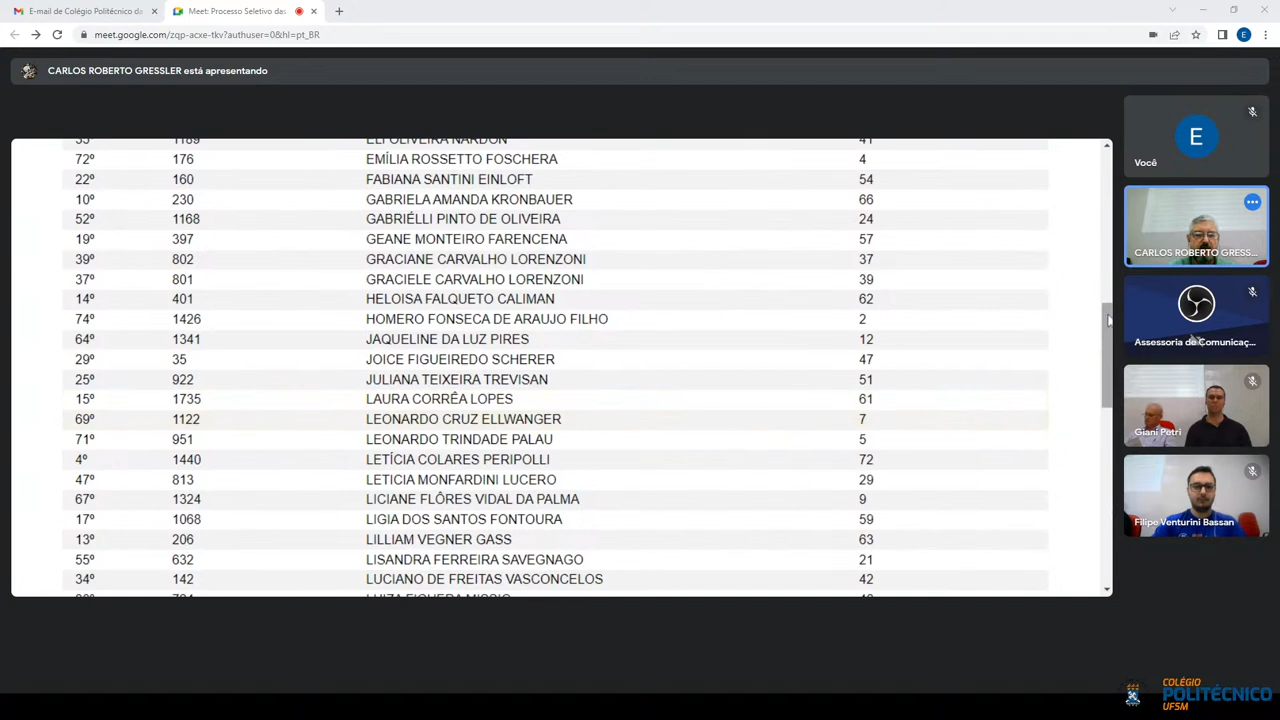 E-mail de Colégio Politécnico da
Meet: Processo Seletivo das
meet.google.com/zqp-acxe-tkv?authuser=0&hl=pt_BR
E
CARLOS ROBERTO GRESSLER está apresentando
35º 1189 ELI OLIVEIRA NARDON 41
72º 176 EMÍLIA ROSSETTO FOSCHERA 4
22º 160 FABIANA SANTINI EINLOFT 54
10º 230 GABRIELA AMANDA KRONBAUER 66
52º 1168 GABRIÉLLI PINTO DE OLIVEIRA 24
19º 397 GEANE MONTEIRO FARENCENA 57
39º 802 GRACIANE CARVALHO LORENZONI 37
37º 801 GRACIELE CARVALHO LORENZONI 39
14º 401 HELOISA FALQUETO CALIMAN 62
74º 1426 HOMERO FONSECA DE ARAUJO FILHO 2
64º 1341 JAQUELINE DA LUZ PIRES 12
29º 35 JOICE FIGUEIREDO SCHERER 47
25º 922 JULIANA TEIXEIRA TREVISAN 51
15º 1735 LAURA CORRÊA LOPES 61
69º 1122 LEONARDO CRUZ ELLWANGER 7
71º 951 LEONARDO TRINDADE PALAU 5
4º 1440 LETÍCIA COLARES PERIPOLLI 72
47º 813 LETICIA MONFARDINI LUCERO 29
67º 1324 LICIANE FLÔRES VIDAL DA PALMA 9
17º 1068 LIGIA DOS SANTOS FONTOURA 59
13º 206 LILLIAM VEGNER GASS 63
55º 632 LISANDRA FERREIRA SAVEGNAGO 21
34º 142 LUCIANO DE FREITAS VASCONCELOS 42
LUIZA FIGUERA MISSIO
E
Você
CARLOS ROBERTO GRESS...
Assessoria de Comunicaç...
Giani Petri
Filipe Venturini Bassan
COLÉGIO
POLITÉCNICO
UFSM